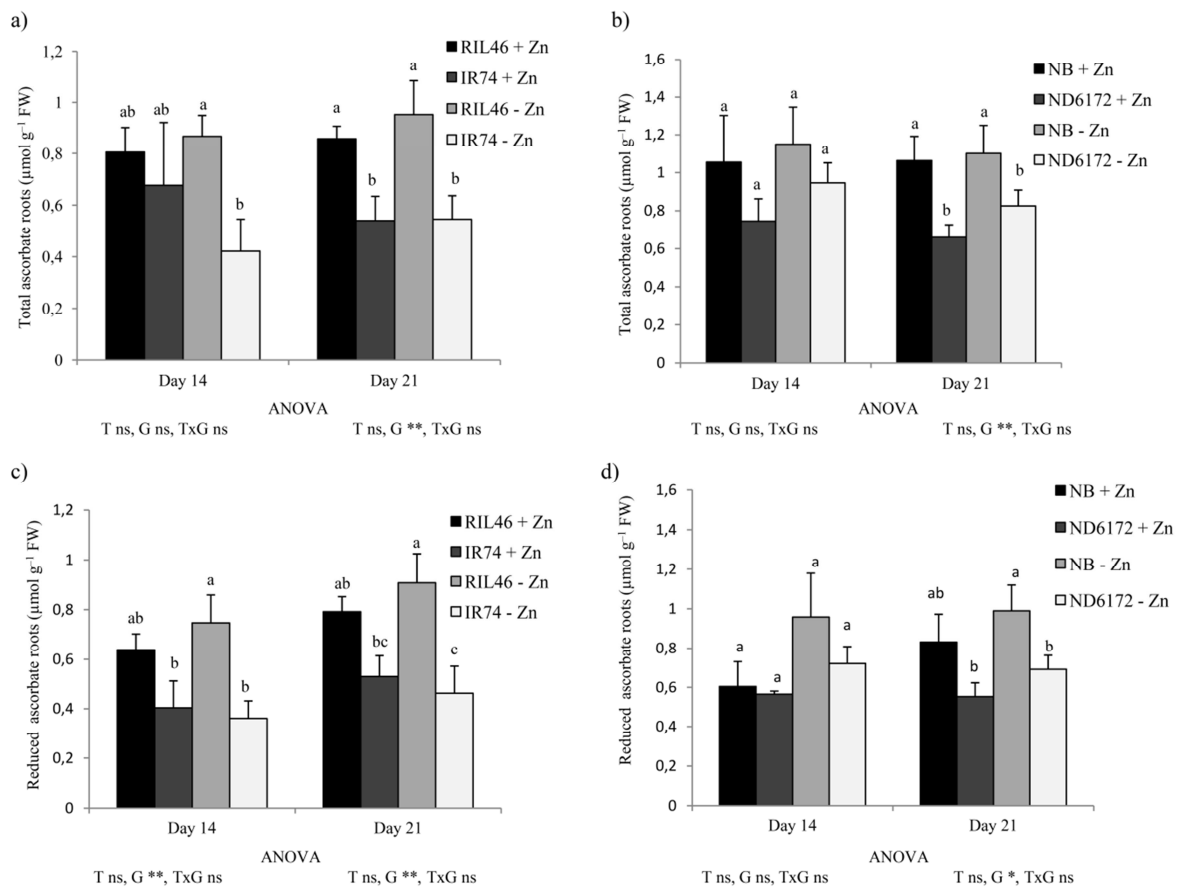 a)
Total ascorbate roots (µmol g⁻¹ FW)
1,2
1
0,8
0,6
0,4
0,2
0
RIL46 + Zn
IR74 + Zn
RIL46 - Zn
IR74 - Zn
ab ab a b
a b a b
Day 14 Day 21
ANOVA
T ns, G ns, TxG ns T ns, G **, TxG ns
b)
Total ascorbate roots (µmol g⁻¹ FW)
1,6
1,4
1,2
1
0,8
0,6
0,4
0,2
0
NB + Zn
ND6172 + Zn
NB - Zn
ND6172 - Zn
a a a a
a b a b
Day 14 Day 21
ANOVA
T ns, G ns, TxG ns T ns, G **, TxG ns
c)
Reduced ascorbate roots (µmol g⁻¹ FW)
1,2
1
0,8
0,6
0,4
0,2
0
RIL46 + Zn
IR74 + Zn
RIL46 - Zn
IR74 - Zn
ab b a b
ab bc a c
Day 14 Day 21
ANOVA
T ns, G **, TxG ns T ns, G **, TxG ns
d)
Reduced ascorbate roots (µmol g⁻¹ FW)
1,6
1,4
1,2
1
0,8
0,6
0,4
0,2
0
NB + Zn
ND6172 + Zn
NB - Zn
ND6172 - Zn
a a a a
ab b a b
Day 14 Day 21
ANOVA
T ns, G ns, TxG ns T ns, G *, TxG ns